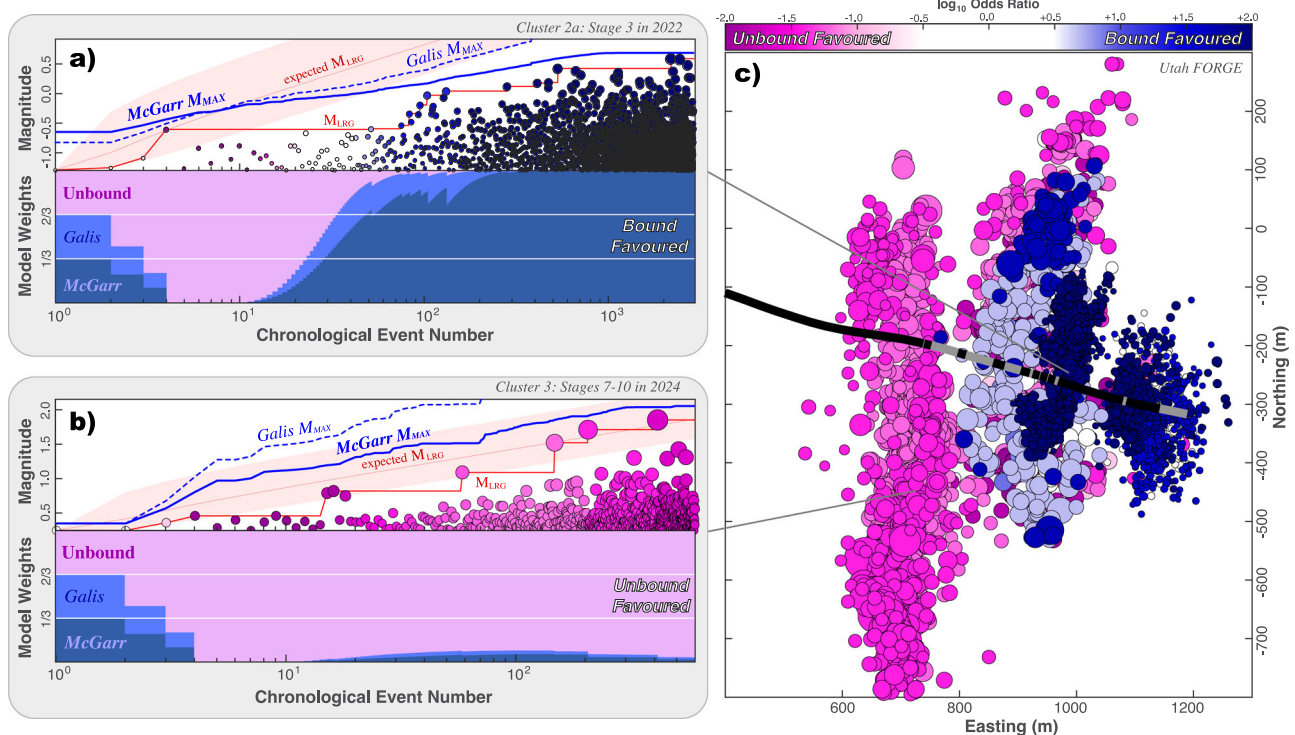 Cluster 2a: Stage 3 in 2022
a)
Magnitude
0.5
0.0
-0.5
-1.0
McGarr MMAX
expected MLRG
Galis MMAX
MLRG
Model Weights
2/3
1/3
Unbound
Galis
McGarr
Bound
Favoured
10^0 10^1 10^2 10^3
Chronological Event Number
Cluster 3: Stages 7-10 in 2024
b)
Magnitude
2.0
1.5
1.0
0.5
Galis MMAX
McGarr MMAX
expected MLRG
MLRG
Model Weights
2/3
1/3
Unbound
Galis
McGarr
Unbound
Favoured
10^0 10^1 10^2
Chronological Event Number
log10 Odds Ratio
-2.0 -1.5 -1.0 -0.5 0.0 +0.5 +1.0 +1.5 +2.0
Unbound Favoured
Bound Favoured
c)
Utah FORGE
200
100
0
-100
-200
-300
-400
-500
-600
-700
Northing (m)
600 800 1000 1200
Easting (m)